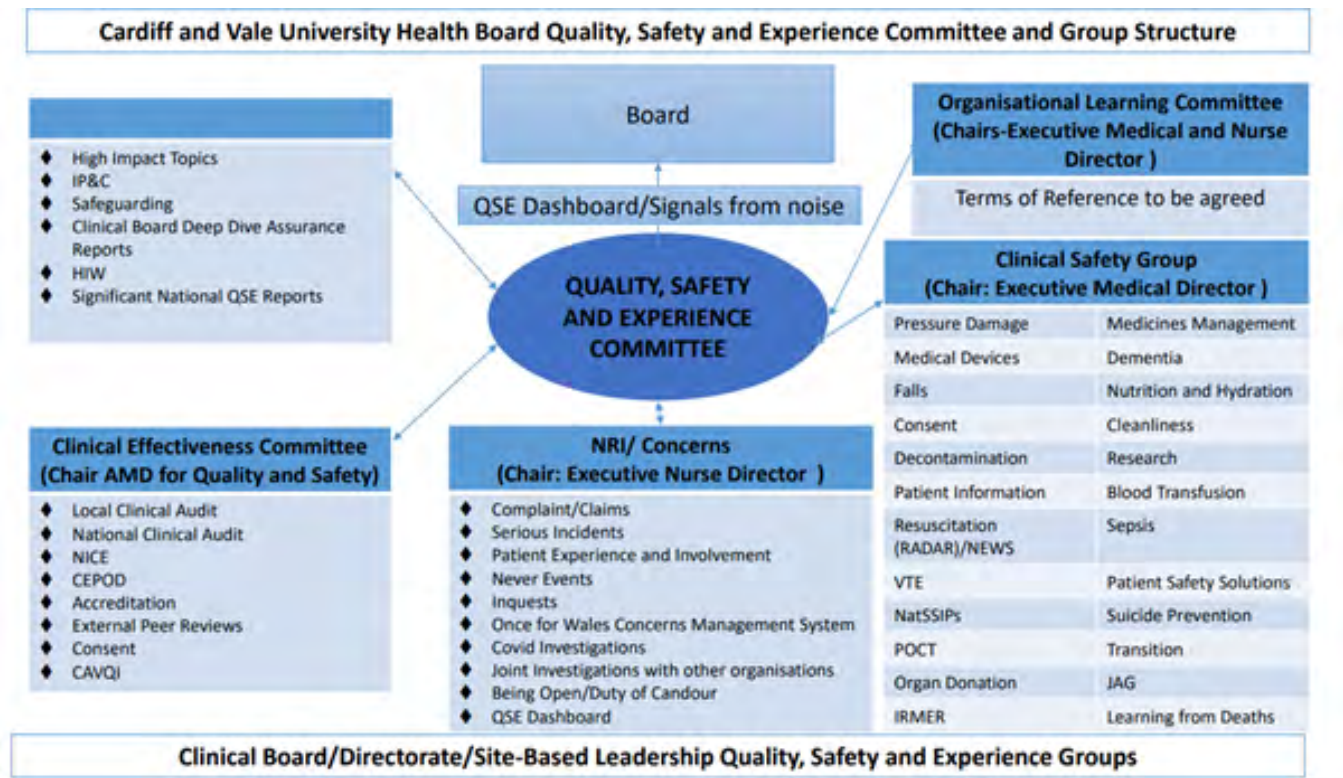 Cardiff and Vale University Health Board Quality, Safety and Experience Committee and Group Structure
♦ High Impact Topics
♦ IP&C
♦ Safeguarding
♦ Clinical Board Deep Dive Assurance
Reports
♦ HIW
♦ Significant National QSE Reports
Board
QSE Dashboard/Signals from noise
QUALITY, SAFETY
AND EXPERIENCE
COMMITTEE
Organisational Learning Committee
(Chairs-Executive Medical and Nurse
Director )
Terms of Reference to be agreed
Clinical Safety Group
(Chair: Executive Medical Director )
Pressure Damage Medicines Management
Medical Devices Dementia
Falls Nutrition and Hydration
Consent Cleanliness
Decontamination Research
Patient Information Blood Transfusion
Resuscitation Sepsis
(RADAR)/NEWS
VTE Patient Safety Solutions
NatSSIPs Suicide Prevention
POCT Transition
Organ Donation JAG
IRMER Learning from Deaths
Clinical Effectiveness Committee
(Chair AMD for Quality and Safety)
♦ Local Clinical Audit
♦ National Clinical Audit
♦ NICE
♦ CEPOD
♦ Accreditation
♦ External Peer Reviews
♦ Consent
♦ CAVQI
NRI/ Concerns
(Chair: Executive Nurse Director )
♦ Complaint/Claims
♦ Serious Incidents
♦ Patient Experience and Involvement
♦ Never Events
♦ Inquests
♦ Once for Wales Concerns Management System
♦ Covid Investigations
♦ Joint Investigations with other organisations
♦ Being Open/Duty of Candour
♦ QSE Dashboard
Clinical Board/Directorate/Site-Based Leadership Quality, Safety and Experience Groups